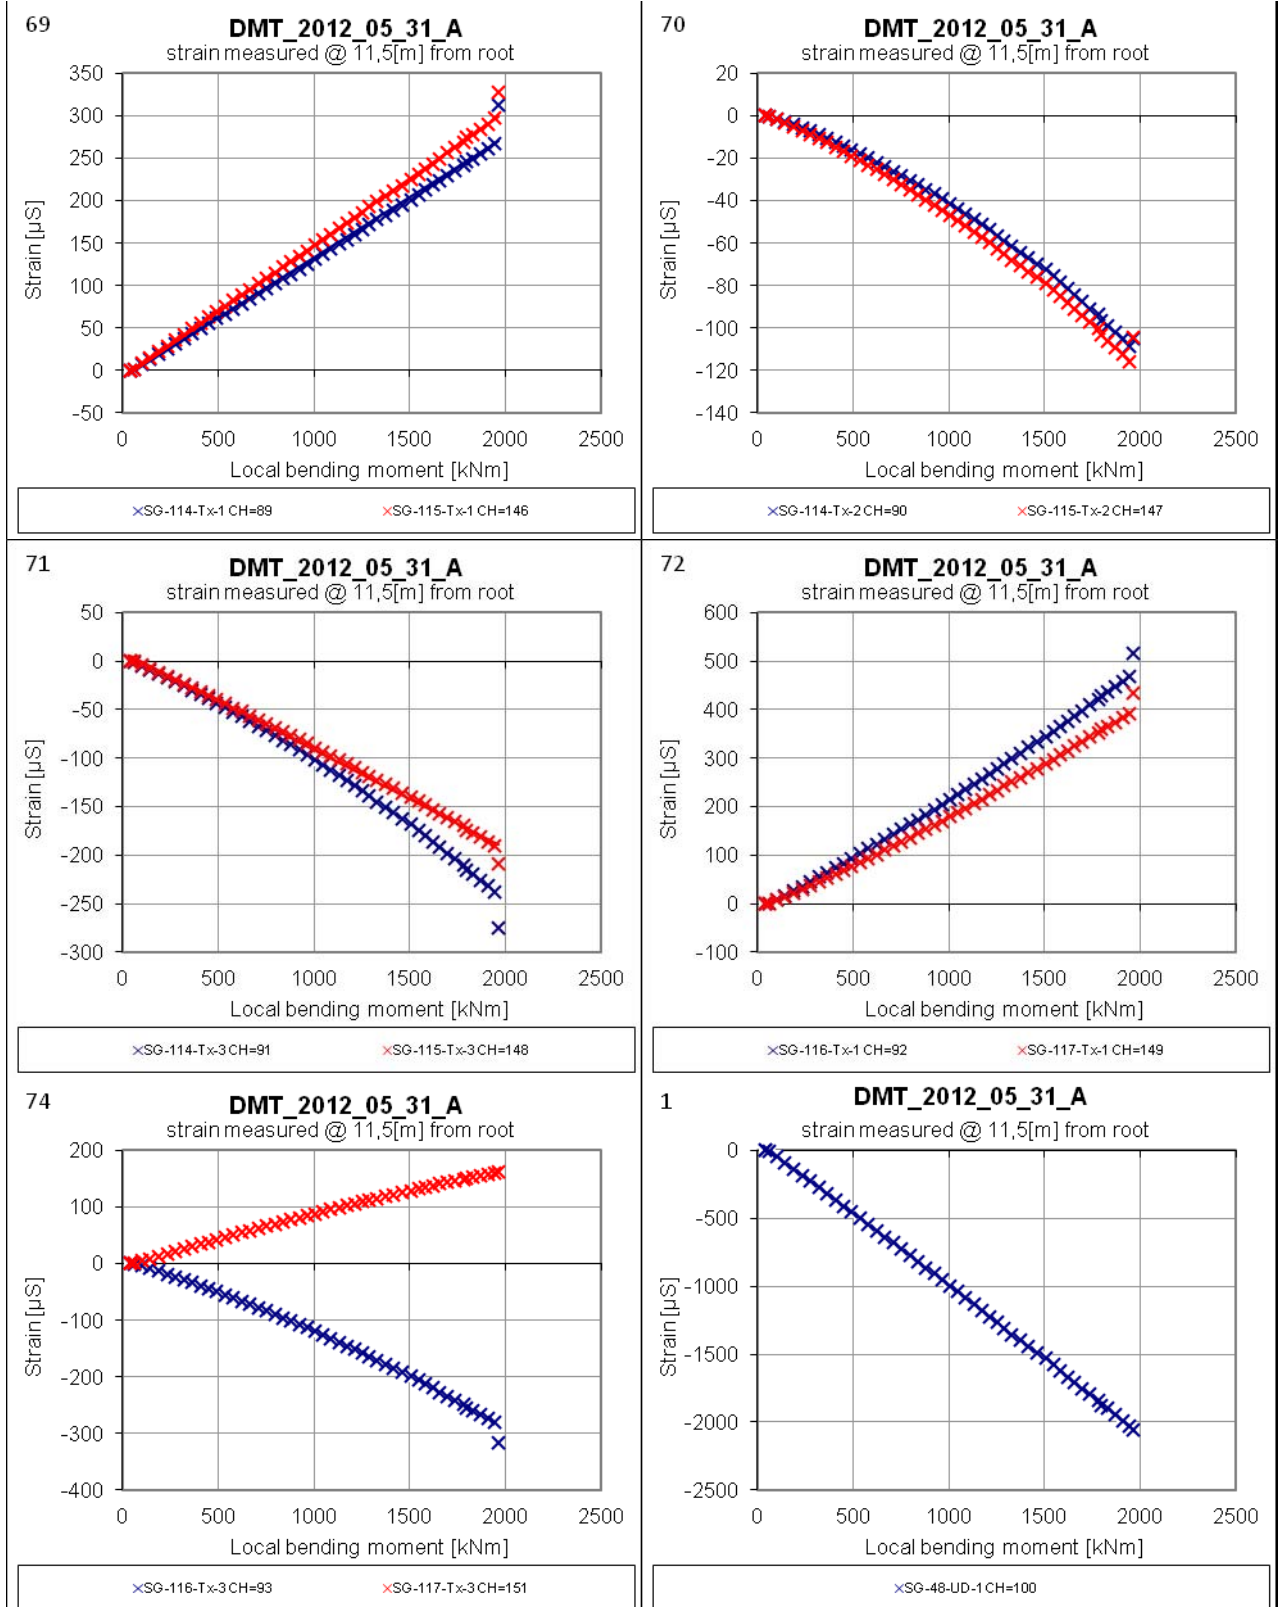 69
DMT_2012_05_31_A
strain measured @ 11,5[m] from root
350
300
250
200
150
100
50
0
-50
Strain [µS]
0 500 1000 1500 2000 2500
Local bending moment [kNm]
×SG-114-Tx-1 CH=89 ×SG-115-Tx-1 CH=146
70
DMT_2012_05_31_A
strain measured @ 11,5[m] from root
20
0
-20
-40
-60
-80
-100
-120
-140
Strain [µS]
0 500 1000 1500 2000 2500
Local bending moment [kNm]
×SG-114-Tx-2 CH=90 ×SG-115-Tx-2 CH=147
71
DMT_2012_05_31_A
strain measured @ 11,5[m] from root
50
0
-50
-100
-150
-200
-250
-300
Strain [µS]
0 500 1000 1500 2000 2500
Local bending moment [kNm]
×SG-114-Tx-3 CH=91 ×SG-115-Tx-3 CH=148
72
DMT_2012_05_31_A
strain measured @ 11,5[m] from root
600
500
400
300
200
100
0
-100
Strain [µS]
0 500 1000 1500 2000 2500
Local bending moment [kNm]
×SG-116-Tx-1 CH=92 ×SG-117-Tx-1 CH=149
74
DMT_2012_05_31_A
strain measured @ 11,5[m] from root
200
100
0
-100
-200
-300
-400
Strain [µS]
0 500 1000 1500 2000 2500
Local bending moment [kNm]
×SG-116-Tx-3 CH=93 ×SG-117-Tx-3 CH=151
1
DMT_2012_05_31_A
strain measured @ 11,5[m] from root
0
-500
-1000
-1500
-2000
-2500
Strain [µS]
0 500 1000 1500 2000 2500
Local bending moment [kNm]
×SG-48-UD-1 CH=100